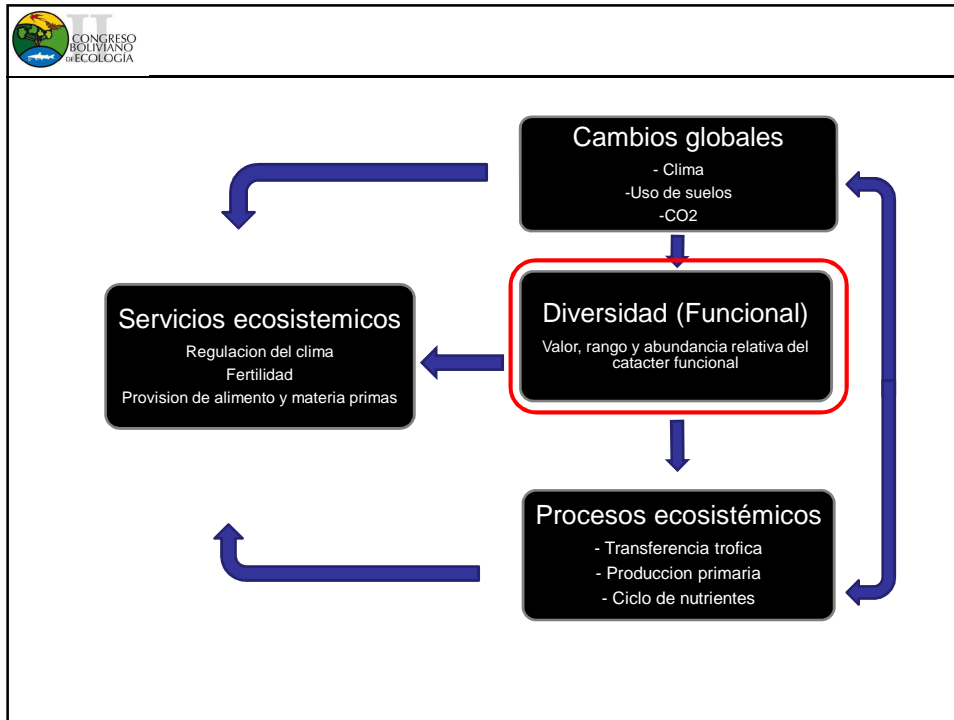 II
CONGRESO
BOLIVIANO
DE ECOLOGÍA
Cambios globales
- Clima
-Uso de suelos
-CO2
Servicios ecosistemicos
Regulacion del clima
Fertilidad
Provision de alimento y materia primas
Diversidad (Funcional)
Valor, rango y abundancia relativa del
catacter funcional
Procesos ecosistémicos
- Transferencia trofica
- Produccion primaria
- Ciclo de nutrientes